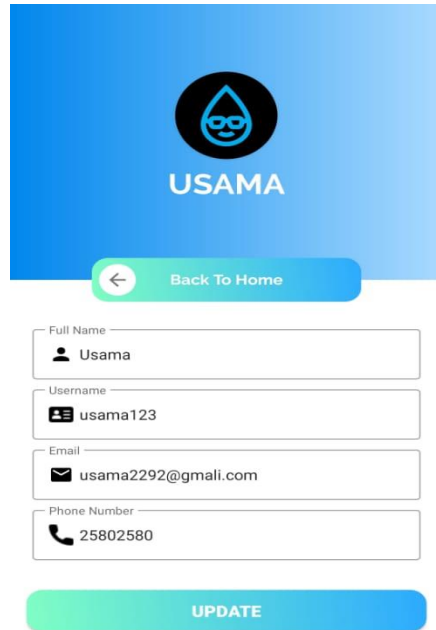 USAMA
Back To Home
Full Name
Usama
Username
usama123
Email
usama2292@gmali.com
Phone Number
25802580
UPDATE